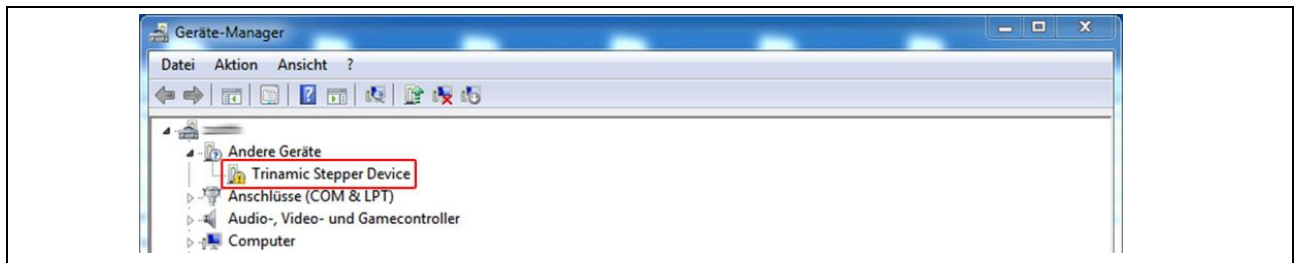 Geräte-Manager
Datei Aktion Ansicht ?
Andere Geräte
Trinamic Stepper Device
Anschlüsse (COM & LPT)
Audio-, Video- und Gamecontroller
Computer